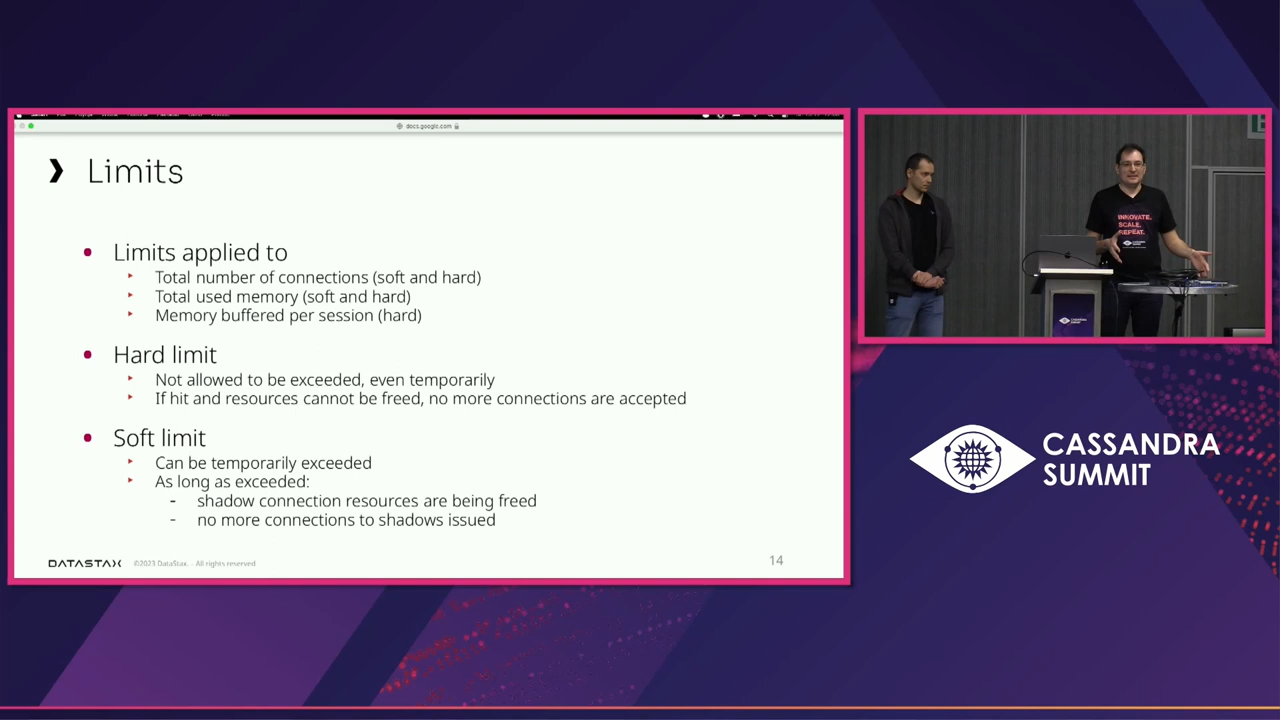 docs.google.com
Limits
Limits applied to
Total number of connections (soft and hard)
Total used memory (soft and hard)
Memory buffered per session (hard)
Hard limit
Not allowed to be exceeded, even temporarily
If hit and resources cannot be freed, no more connections are accepted
Soft limit
Can be temporarily exceeded
As long as exceeded:
- shadow connection resources are being freed
- no more connections to shadows issued
DATASTAX
©2023 DataStax. - All rights reserved
14
INNOVATE.
SCALE.
REPEAT.
CASSANDRA
SUMMIT